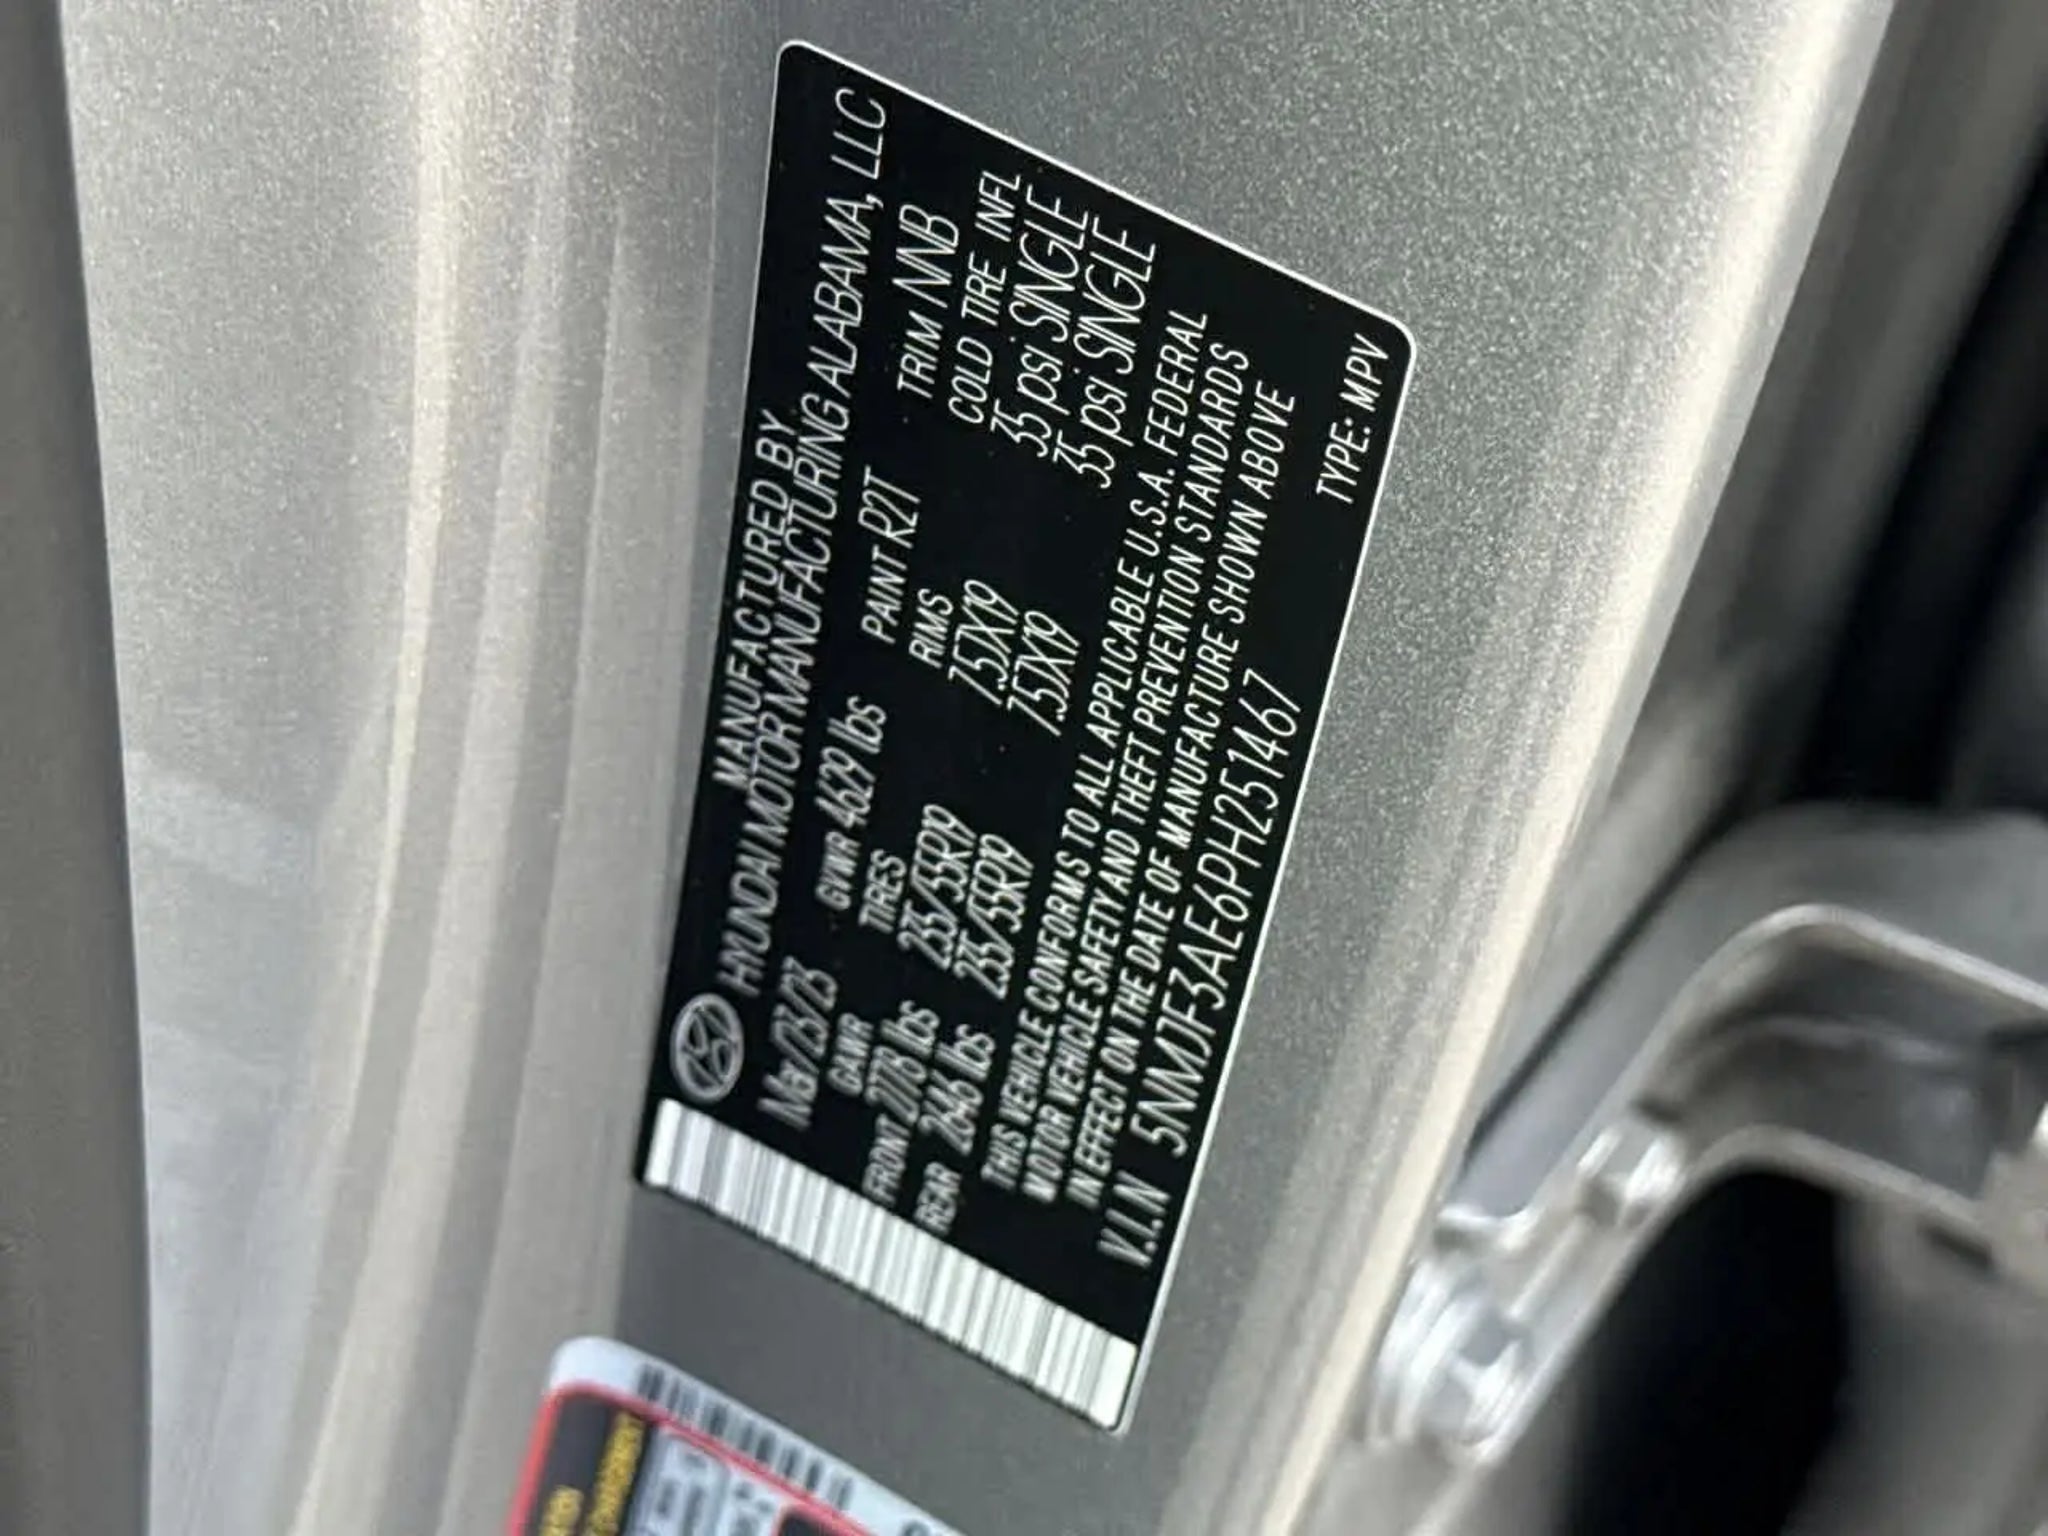 MANUFACTURED BY
HYUNDAI MOTOR MANUFACTURING ALABAMA, LLC
Mar/23/23 GVWR 4629 lbs PAINT R2T TRIM NNB
GAWR TIRES RIMS COLD TIRE INFL
FRONT 2778 lbs 235/55R19 7.5JX19 35 psi SINGLE
REAR 2646 lbs 235/55R19 7.5JX19 35 psi SINGLE
THIS VEHICLE CONFORMS TO ALL APPLICABLE U.S.A. FEDERAL
MOTOR VEHICLE SAFETY AND THEFT PREVENTION STANDARDS
IN EFFECT ON THE DATE OF MANUFACTURE SHOWN ABOVE
V.I.N 5NMJF3AE6PH251467 TYPE: MPV